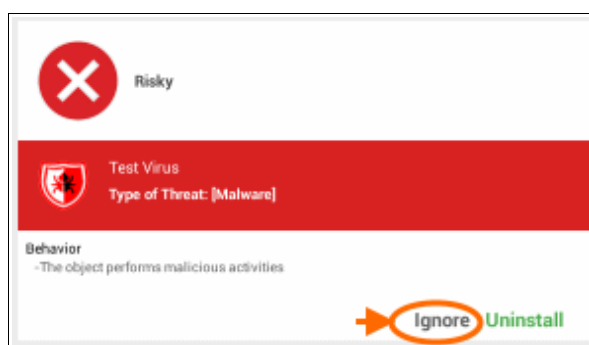 Risky
Test Virus
Type of Threat: [Malware]
Behavior
-The object performs malicious activities
Ignore Uninstall